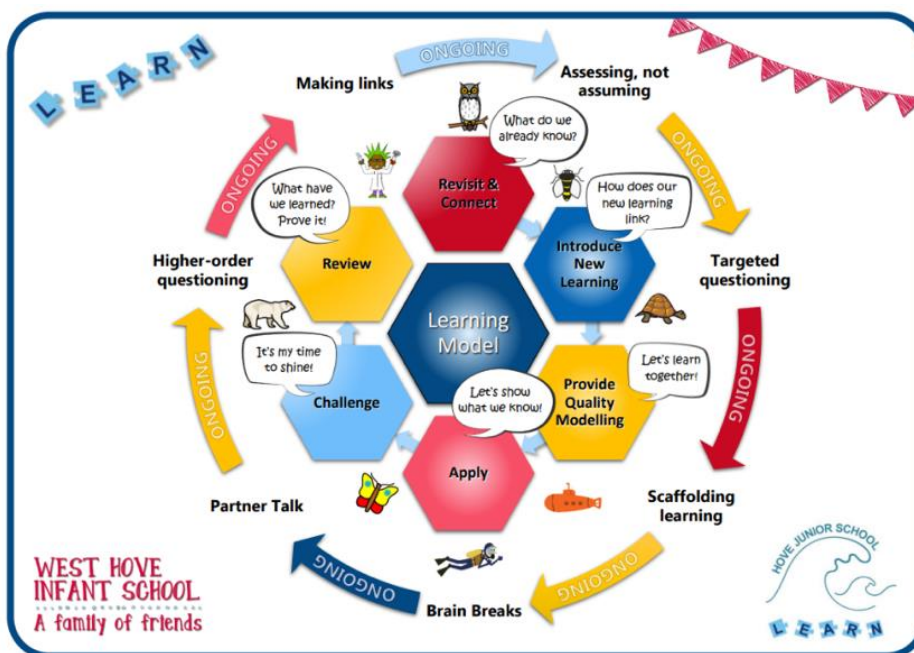 LEARN
Making links
ONGOING
Assessing, not
assuming
ONGOING
Targeted
questioning
ONGOING
Scaffolding
learning
ONGOING
Brain Breaks
ONGOING
Partner Talk
ONGOING
Higher-order
questioning
ONGOING
What do we
already know?
Revisit &
Connect
How does our
new learning
link?
Introduce
New
Learning
Let's learn
together!
Provide
Quality
Modelling
Let's show
what we know!
Apply
It's my time
to shine!
Challenge
What have
we learned?
Prove it!
Review
Learning
Model
WEST HOVE
INFANT SCHOOL
A family of friends
HOVE JUNIOR SCHOOL
LEARN